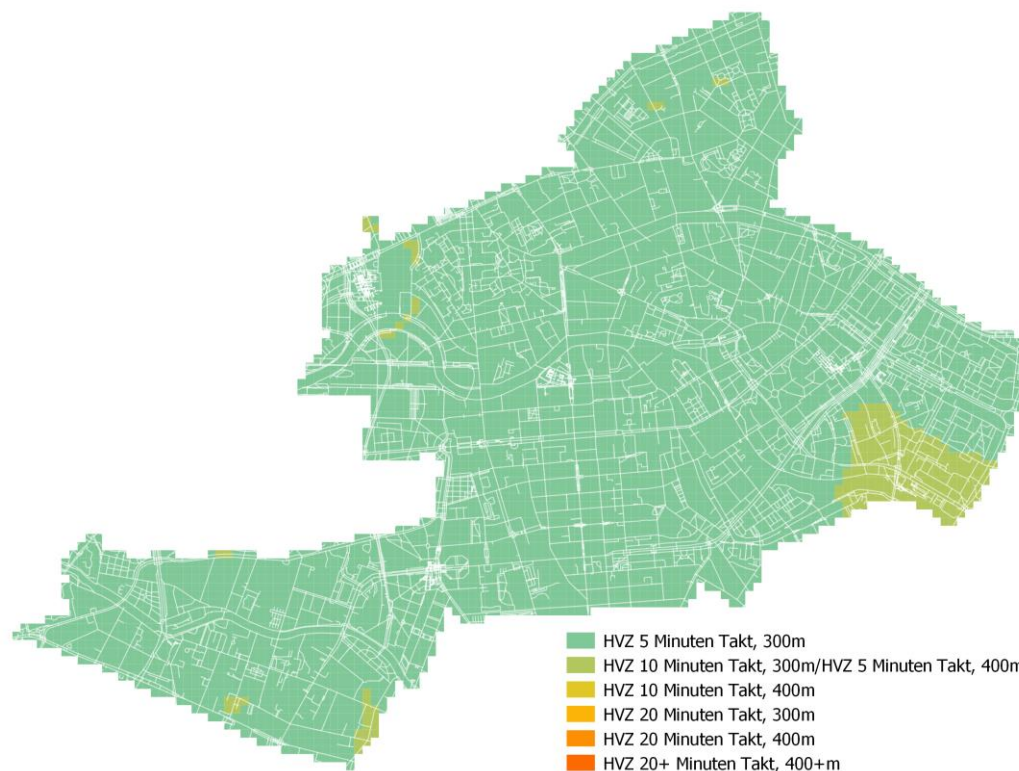 HVZ 5 Minuten Takt, 300m
HVZ 10 Minuten Takt, 300m/HVZ 5 Minuten Takt, 400m
HVZ 10 Minuten Takt, 400m
HVZ 20 Minuten Takt, 300m
HVZ 20 Minuten Takt, 400m
HVZ 20+ Minuten Takt, 400+m